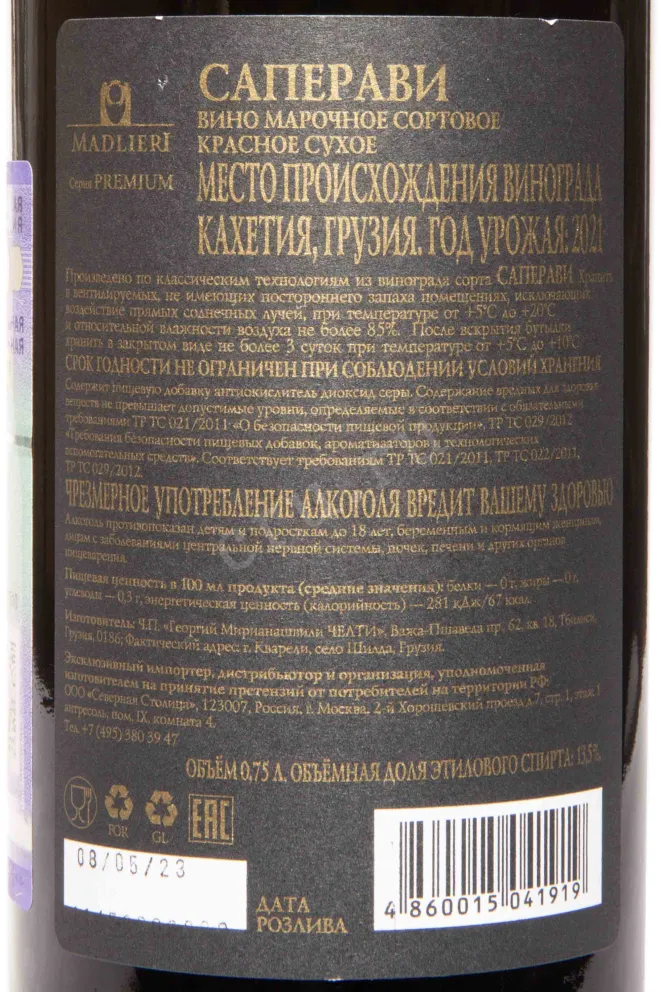 САПЕРАВИ
ВИНО МАРОЧНОЕ СОРТОВОЕ
КРАСНОЕ СУХОЕ
MADLIERI
Серия PREMIUM
МЕСТО ПРОИСХОЖДЕНИЯ ВИНОГРАДА
КАХЕТИЯ, ГРУЗИЯ. ГОД УРОЖАЯ: 2021
Произведено по классическим технологиям из винограда сорта САПЕРАВИ Хранить
в вентилируемых, не имеющих постороннего запаха помещениях, исключающих
воздействие прямых солнечных лучей, при температуре от +5°C до +20°C
и относительной влажности воздуха не более 85%. После вскрытия бутылки
хранить в закрытом виде не более 3 суток при температуре от +5°C до +10°C
СРОК ГОДНОСТИ НЕ ОГРАНИЧЕН ПРИ СОБЛЮДЕНИИ УСЛОВИЙ ХРАНЕНИЯ
Содержит пищевую добавку антиокислитель диоксид серы. Содержание вредных для здоровья
веществ не превышает допустимые уровни, определяемые в соответствии с обязательными
требованиями ТР ТС 021/2011 «О безопасности пищевой продукции», ТР ТС 029/2012
«Требования безопасности пищевых добавок, ароматизаторов и технологических
вспомогательных средств». Соответствует требованиям ТР ТС 021/2011, ТР ТС 022/2011,
ТР ТС 029/2012.
ЧРЕЗМЕРНОЕ УПОТРЕБЛЕНИЕ АЛКОГОЛЯ ВРЕДИТ ВАШЕМУ ЗДОРОВЬЮ
Алкоголь противопоказан детям и подросткам до 18 лет, беременным и кормящим женщинам,
лицам с заболеваниями центральной нервной системы, почек, печени и других органов
пищеварения.
Пищевая ценность в 100 мл продукта (средние значения): белки — 0 г, жиры — 0 г,
углеводы — 0,3 г, энергетическая ценность (калорийность) — 281 кДж/67 ккал.
Изготовитель: Ч.П. «Георгий Мирианашвили ЧЕЛТИ». Важа-Пшавела пр. 62. кв 18, Тбилиси,
Грузия, 0186; Фактический адрес: г. Кварели, село Шилда, Грузия.
Эксклюзивный импортер, дистрибьютор и организация, уполномоченная
изготовителем на принятие претензий от потребителей на территории РФ:
ООО «Северная Столица», 123007, Россия, г. Москва, 2-й Хорошевский проезд д.7, стр. 1, этаж 1
антресоль, пом. IX, комната 4.
Тел. +7 (495) 380 39 47
ОБЪЁМ 0,75 Л. ОБЪЁМНАЯ ДОЛЯ ЭТИЛОВОГО СПИРТА: 13,5%.
FOR
GL
EAC
08/05/23
ДАТА
РОЗЛИВА
4 860015 041919